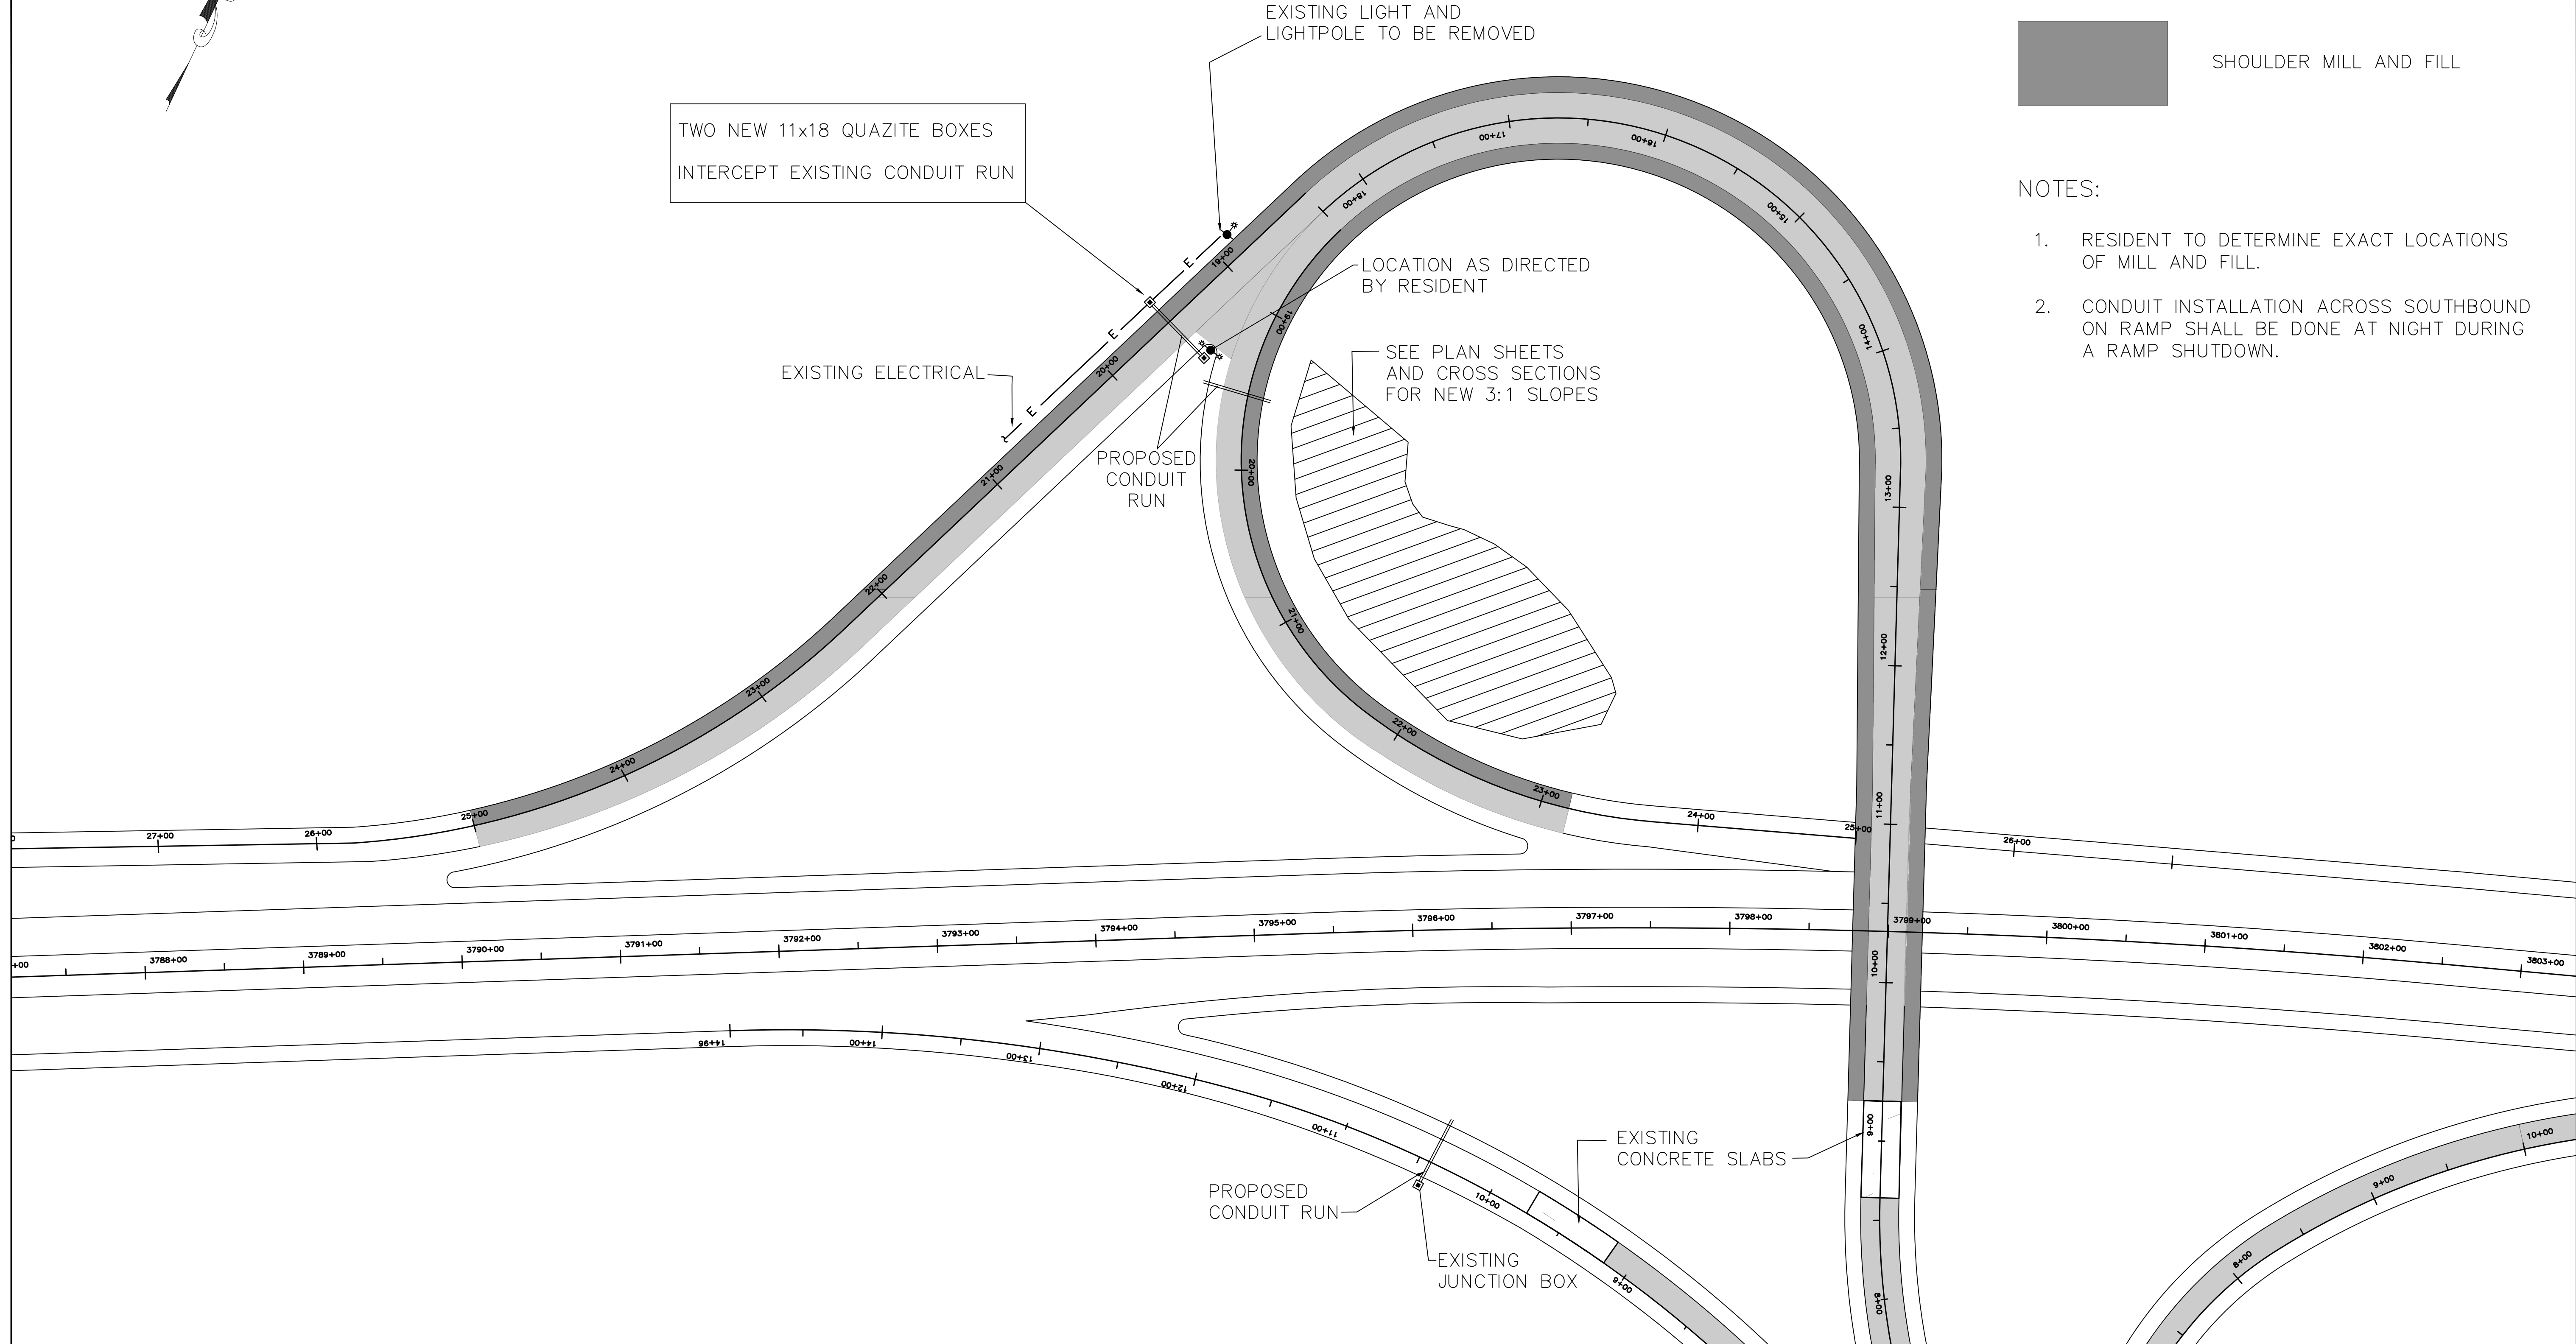 EXISTING LIGHT AND
LIGHTPOLE TO BE REMOVED
SHOULDER MILL AND FILL
TWO NEW 11x18 QUAZITE BOXES
INTERCEPT EXISTING CONDUIT RUN
NOTES:
1. RESIDENT TO DETERMINE EXACT LOCATIONS
OF MILL AND FILL.
2. CONDUIT INSTALLATION ACROSS SOUTHBOUND
ON RAMP SHALL BE DONE AT NIGHT DURING
A RAMP SHUTDOWN.
LOCATION AS DIRECTED
BY RESIDENT
SEE PLAN SHEETS
AND CROSS SECTIONS
FOR NEW 3:1 SLOPES
EXISTING ELECTRICAL
E
E
E
PROPOSED
CONDUIT
RUN
17+00
16+00
15+00
14+00
13+00
12+00
11+00
10+00
9+00
8+00
18+00
19+00
20+00
21+00
22+00
23+00
24+00
25+00
26+00
27+00
19+00
20+00
21+00
22+00
23+00
24+00
25+00
26+00
+00
3788+00
3789+00
3790+00
3791+00
3792+00
3793+00
3794+00
3795+00
3796+00
3797+00
3798+00
3799+00
3800+00
3801+00
3802+00
3803+00
14+96
14+00
13+00
12+00
11+00
10+00
9+00
EXISTING
CONCRETE SLABS
PROPOSED
CONDUIT RUN
EXISTING
JUNCTION BOX
10+00
9+00
8+00